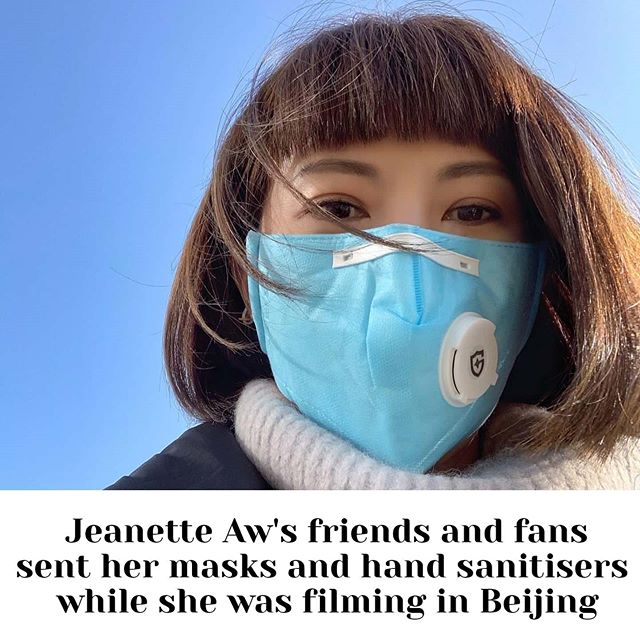 Jeanette Aw's friends and fans
sent her masks and hand sanitisers
while she was filming in Beijing